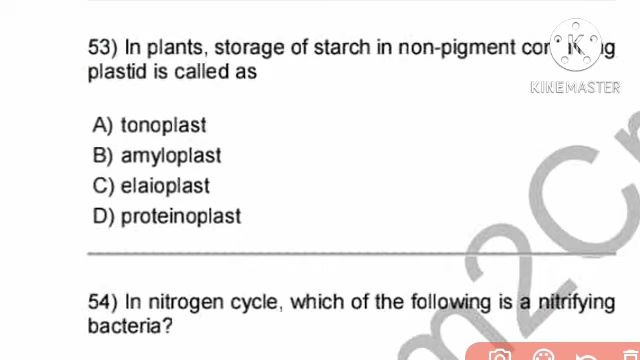 53) In plants, storage of starch in non-pigment
plastid is called as
K
KINEMASTER
A) tonoplast
B) amyloplast
C) elaioplast
D) proteinoplast
54) In nitrogen cycle, which of the following is a nitrifying
bacteria?